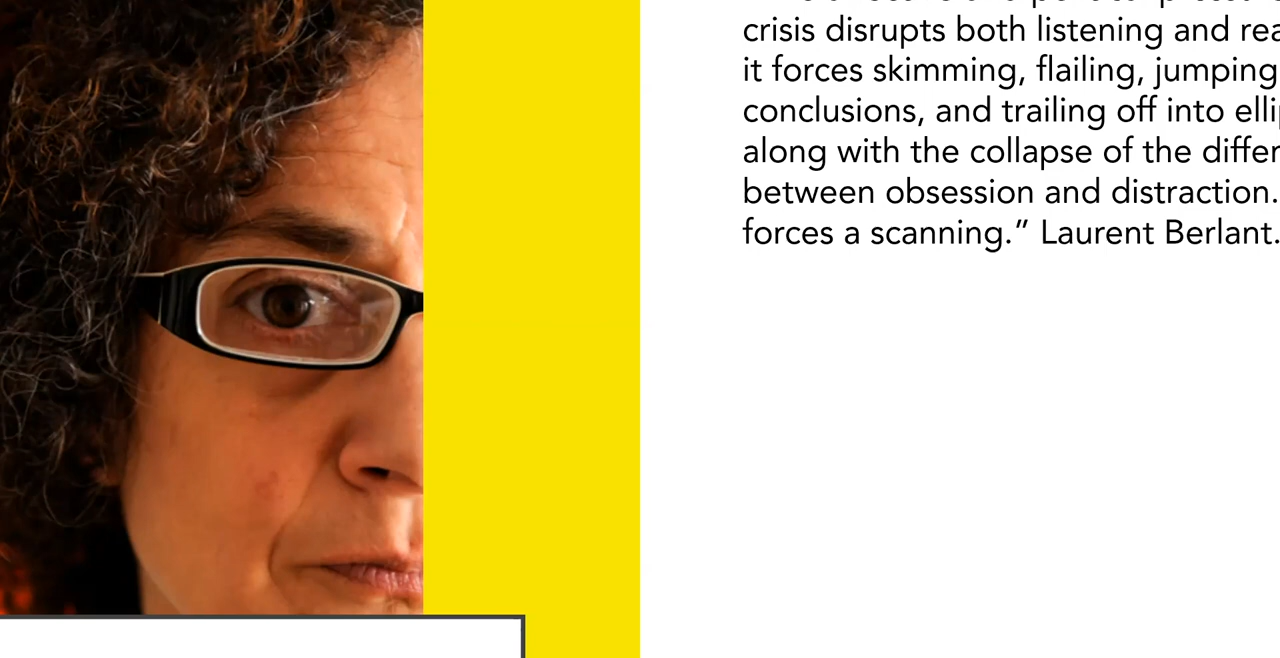 crisis disrupts both listening and rea
it forces skimming, flailing, jumping
conclusions, and trailing off into ellip
along with the collapse of the differ
between obsession and distraction.
forces a scanning.” Laurent Berlant.